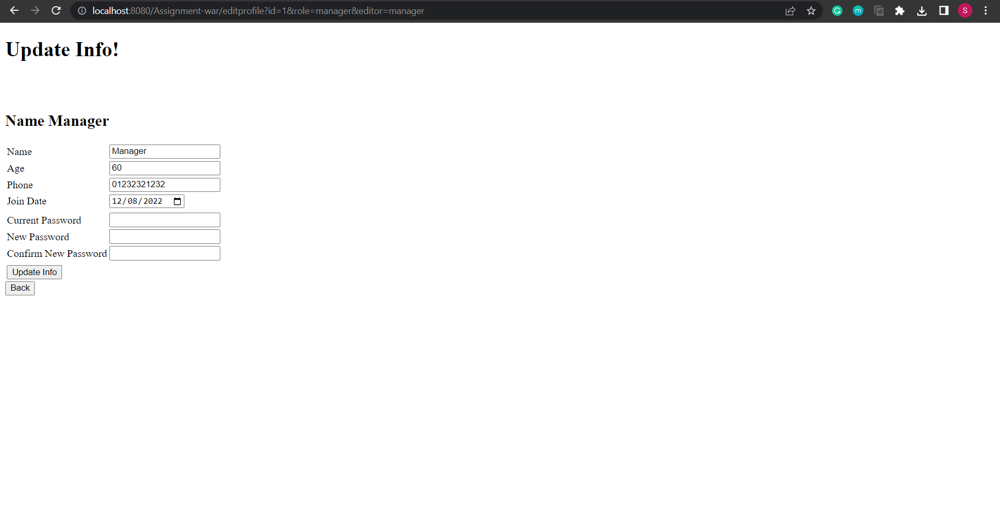 localhost:8080/Assignment-war/editprofile?id=1&role=manager&editor=manager
G
m
S
Update Info!
Name Manager
Name Manager
Age 60
Phone 01232321232
Join Date 12/08/2022
Current Password
New Password
Confirm New Password
Update Info
Back